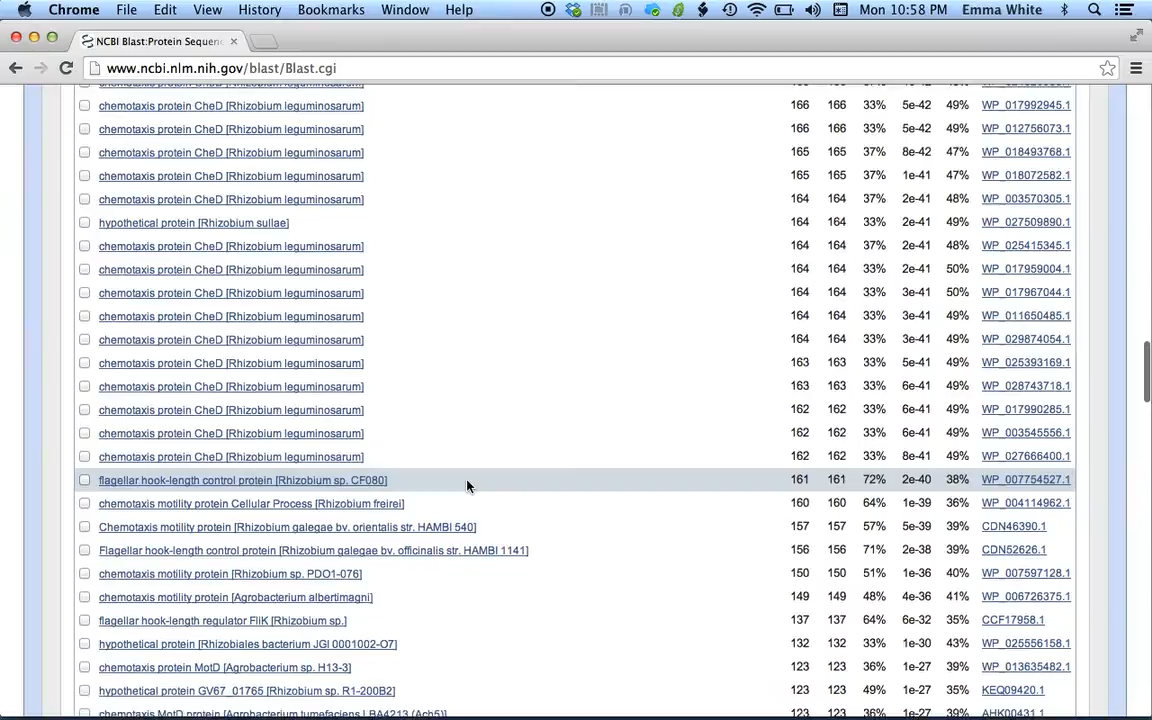 Chrome File Edit View History Bookmarks Window Help Mon 10:58 PM Emma White
NCBI Blast:Protein Sequenc
www.ncbi.nlm.nih.gov/blast/Blast.cgi
chemotaxis protein CheD [Rhizobium leguminosarum] 166 166 33% 5e-42 49% WP_017992945.1
chemotaxis protein CheD [Rhizobium leguminosarum] 166 166 33% 5e-42 49% WP_012756073.1
chemotaxis protein CheD [Rhizobium leguminosarum] 165 165 37% 8e-42 47% WP_018493768.1
chemotaxis protein CheD [Rhizobium leguminosarum] 165 165 37% 1e-41 47% WP_018072582.1
chemotaxis protein CheD [Rhizobium leguminosarum] 164 164 37% 2e-41 48% WP_003570305.1
hypothetical protein [Rhizobium sullae] 164 164 33% 2e-41 49% WP_027509890.1
chemotaxis protein CheD [Rhizobium leguminosarum] 164 164 37% 2e-41 48% WP_025415345.1
chemotaxis protein CheD [Rhizobium leguminosarum] 164 164 33% 2e-41 50% WP_017959004.1
chemotaxis protein CheD [Rhizobium leguminosarum] 164 164 33% 3e-41 50% WP_017967044.1
chemotaxis protein CheD [Rhizobium leguminosarum] 164 164 33% 3e-41 49% WP_011650485.1
chemotaxis protein CheD [Rhizobium leguminosarum] 164 164 33% 3e-41 49% WP_029874054.1
chemotaxis protein CheD [Rhizobium leguminosarum] 163 163 33% 5e-41 49% WP_025393169.1
chemotaxis protein CheD [Rhizobium leguminosarum] 163 163 33% 6e-41 49% WP_028743718.1
chemotaxis protein CheD [Rhizobium leguminosarum] 162 162 33% 6e-41 49% WP_017990285.1
chemotaxis protein CheD [Rhizobium leguminosarum] 162 162 33% 6e-41 49% WP_003545556.1
chemotaxis protein CheD [Rhizobium leguminosarum] 162 162 33% 8e-41 49% WP_027666400.1
flagellar hook-length control protein [Rhizobium sp. CF080] 161 161 72% 2e-40 38% WP_007754527.1
chemotaxis motility protein Cellular Process [Rhizobium freirei] 160 160 64% 1e-39 36% WP_004114962.1
Chemotaxis motility protein [Rhizobium galegae bv. orientalis str. HAMBI 540] 157 157 57% 5e-39 39% CDN46390.1
Flagellar hook-length control protein [Rhizobium galegae bv. officinalis str. HAMBI 1141] 156 156 71% 2e-38 39% CDN52626.1
chemotaxis motility protein [Rhizobium sp. PDO1-076] 150 150 51% 1e-36 40% WP_007597128.1
chemotaxis motility protein [Agrobacterium albertimagni] 149 149 48% 4e-36 41% WP_006726375.1
flagellar hook-length regulator FliK [Rhizobium sp.] 137 137 64% 6e-32 35% CCF17958.1
hypothetical protein [Rhizobiales bacterium JGI 0001002-O7] 132 132 33% 1e-30 43% WP_025556158.1
chemotaxis protein MotD [Agrobacterium sp. H13-3] 123 123 36% 1e-27 39% WP_013635482.1
hypothetical protein GV67_01765 [Rhizobium sp. R1-200B2] 123 123 49% 1e-27 35% KEQ09420.1
chemotaxis MotD protein [Agrobacterium tumefaciens LBA4213 (Ach5)] 123 123 36% 1e-27 39% AHK00431.1